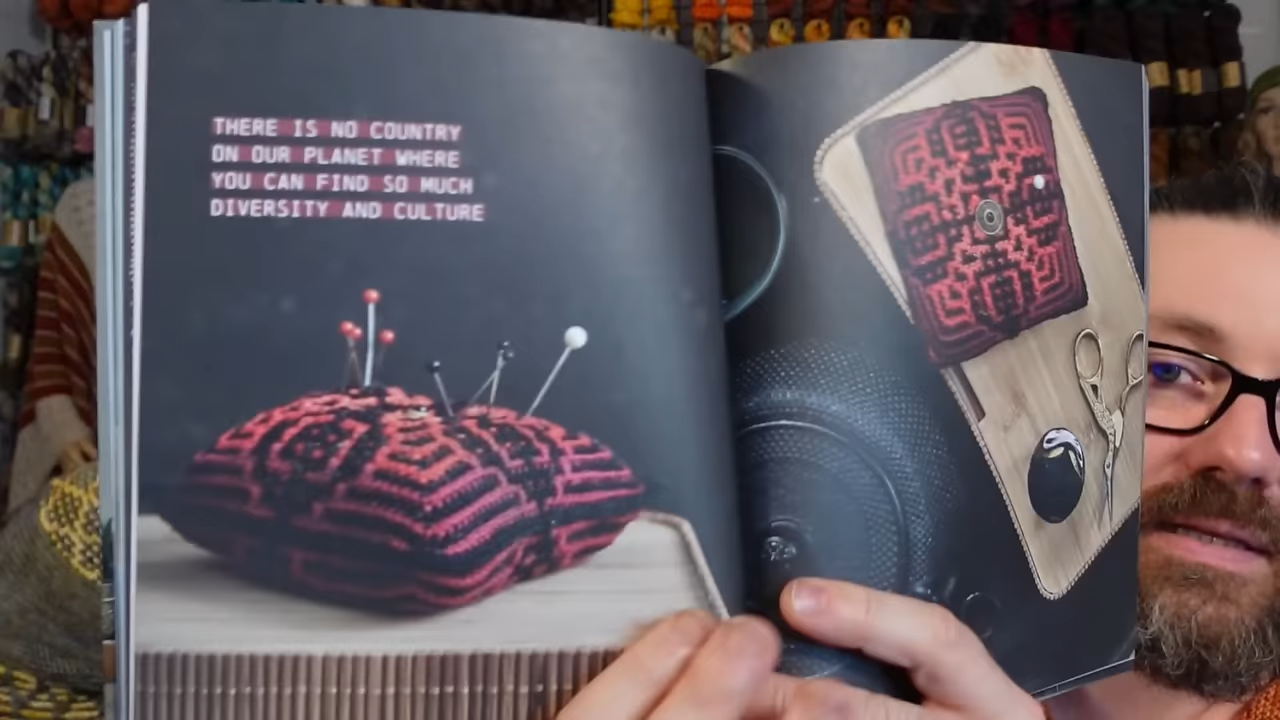 THERE IS NO COUNTRY
ON OUR PLANET WHERE
YOU CAN FIND SO MUCH
DIVERSITY AND CULTURE